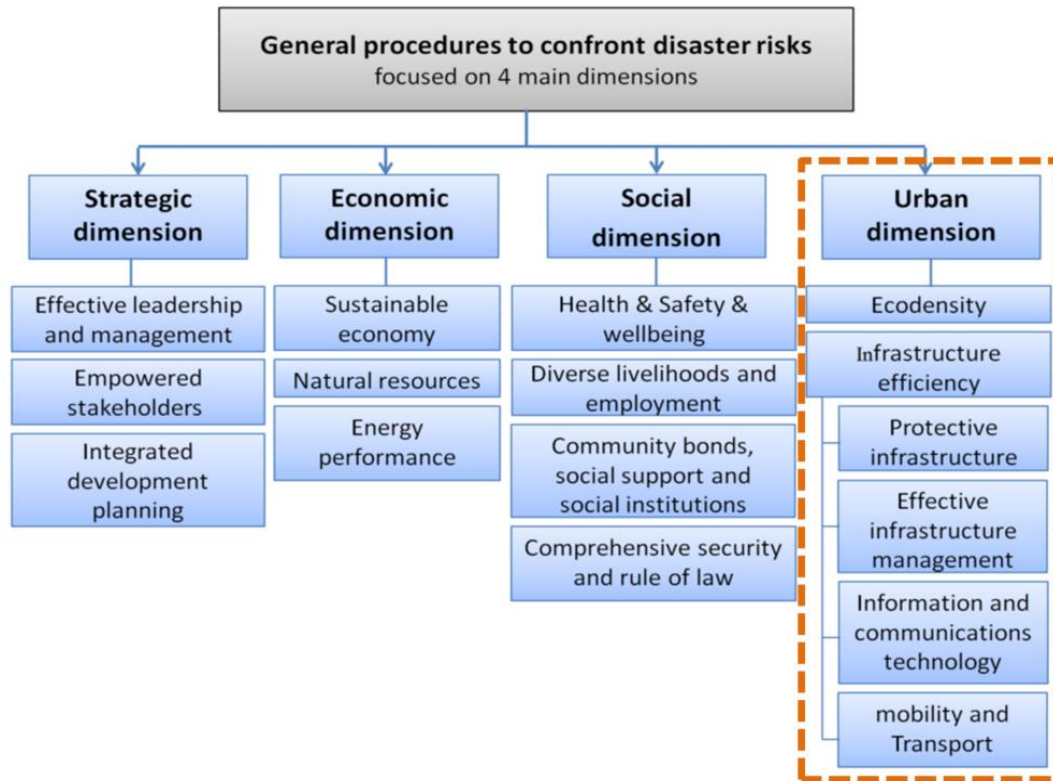 General procedures to confront disaster risks
focused on 4 main dimensions
Strategic
dimension
Effective leadership
and management
Empowered
stakeholders
Integrated
development
planning
Economic
dimension
Sustainable
economy
Natural resources
Energy
performance
Social
dimension
Health & Safety &
wellbeing
Diverse livelihoods and
employment
Community bonds,
social support and
social institutions
Comprehensive security
and rule of law
Urban
dimension
Ecodensity
Infrastructure
efficiency
Protective
infrastructure
Effective
infrastructure
management
Information and
communications
technology
mobility and
Transport